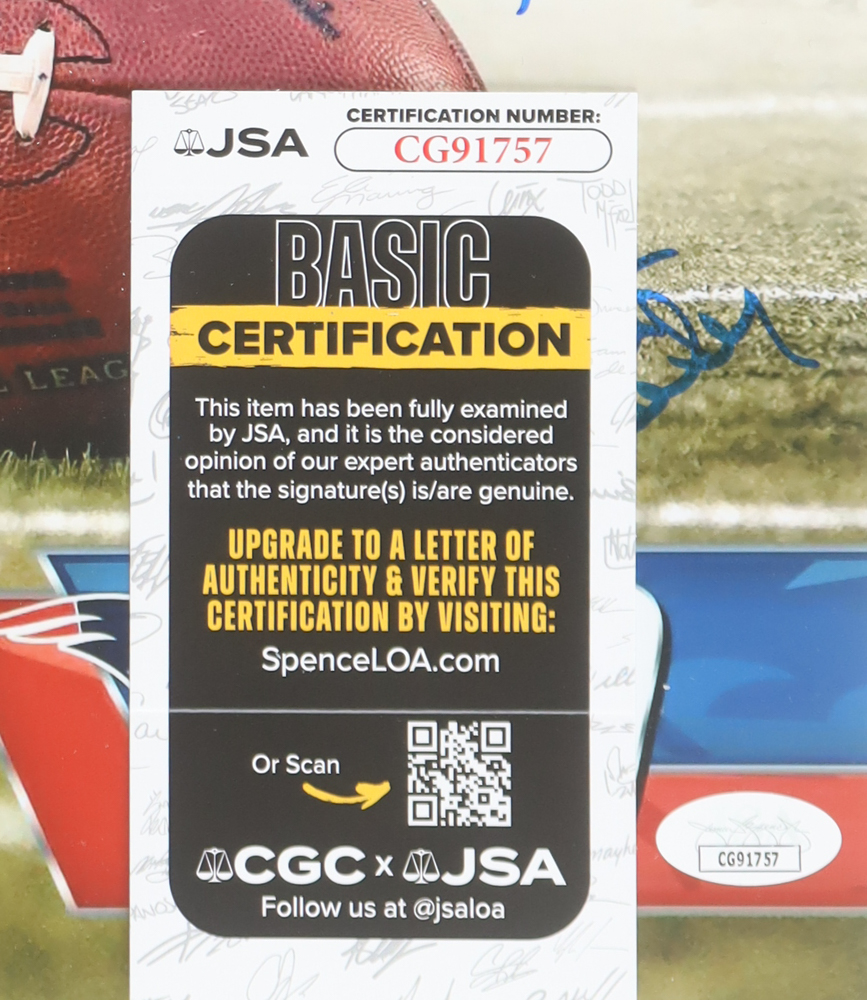 JSA
CERTIFICATION NUMBER:
CG91757
BASIC
CERTIFICATION
This item has been fully examined
by JSA, and it is the considered
opinion of our expert authenticators
that the signature(s) is/are genuine.
UPGRADE TO A LETTER OF
AUTHENTICITY & VERIFY THIS
CERTIFICATION BY VISITING:
SpenceLOA.com
Or Scan
CGC x JSA
Follow us at @jsaloa
LEAG
CG91757